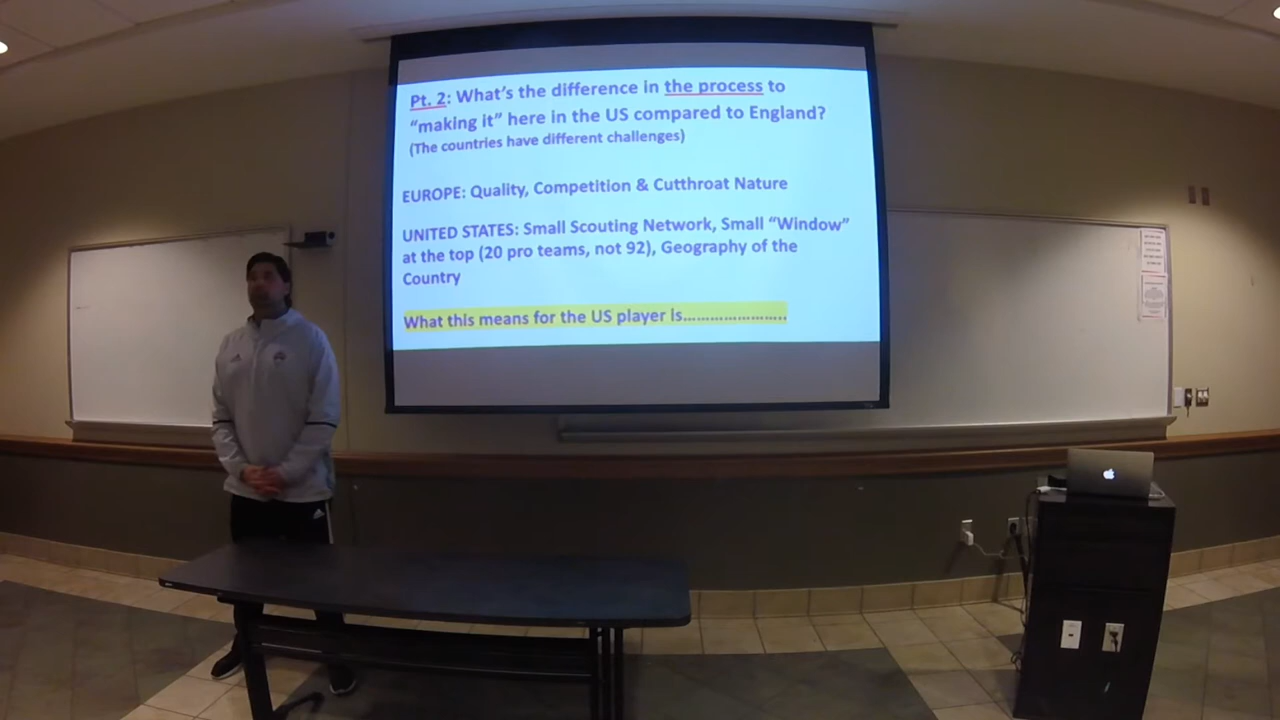 Pt. 2: What's the difference in the process to
"making it" here in the US compared to England?
(The countries have different challenges)
EUROPE: Quality, Competition & Cutthroat Nature
UNITED STATES: Small Scouting Network, Small "Window"
at the top (20 pro teams, not 92), Geography of the
Country
What this means for the US player is......................